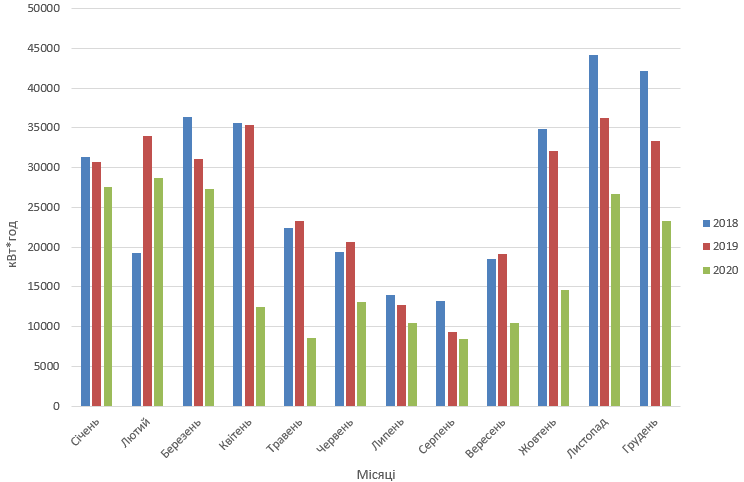 50000
45000
40000
35000
30000
25000
20000
15000
10000
5000
0
кВт*год
Січень
Лютий
Березень
Квітень
Травень
Червень
Липень
Серпень
Вересень
Жовтень
Листопад
Грудень
Місяці
2018
2019
2020